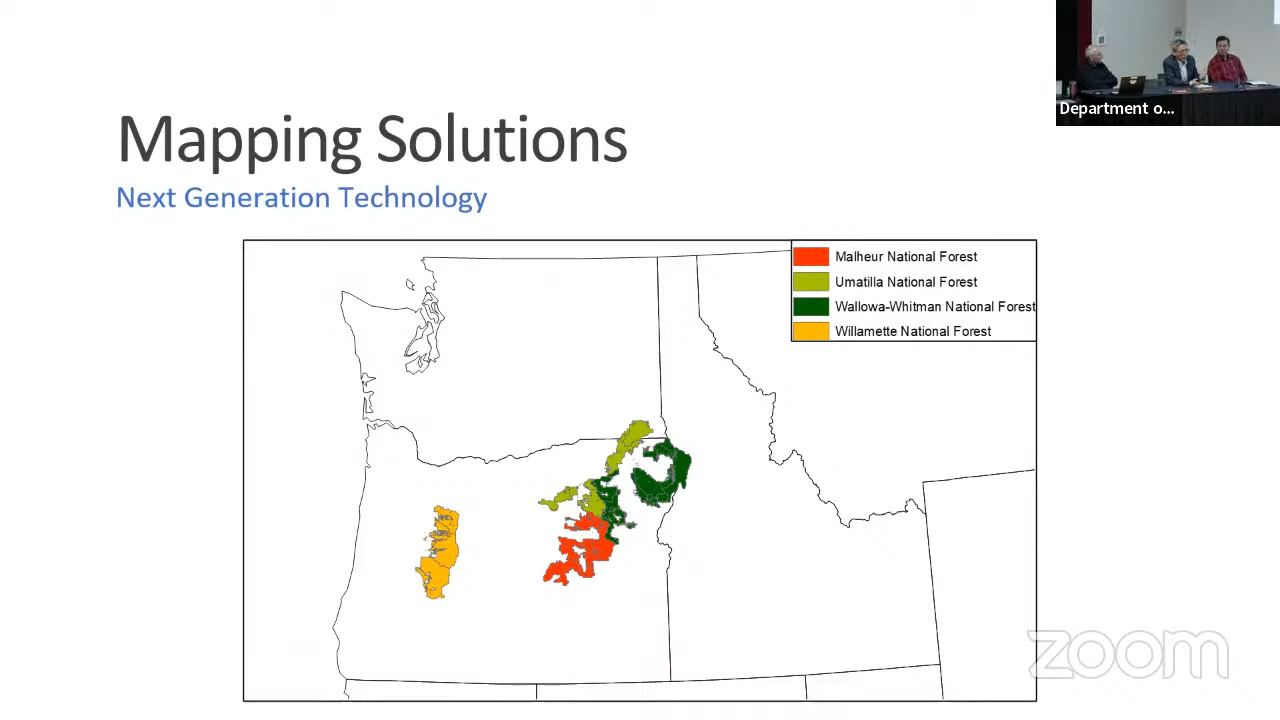 Department o...
Mapping Solutions
Next Generation Technology
Malheur National Forest
Umatilla National Forest
Wallowa-Whitman National Forest
Willamette National Forest
zoom